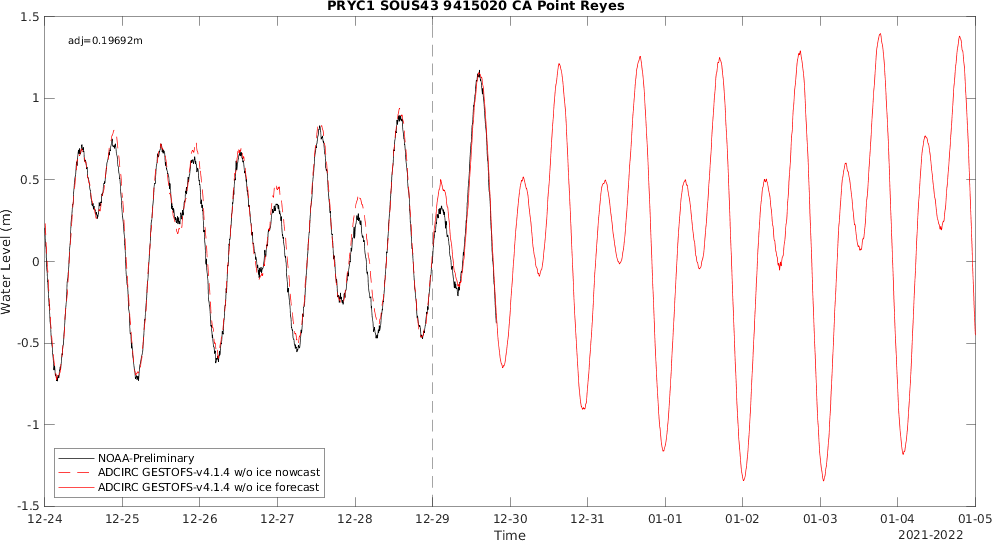 PRYC1 SOUS43 9415020 CA Point Reyes
adj=0.19692m
1.5
1
0.5
0
-0.5
-1
-1.5
Water Level (m)
NOAA-Preliminary
ADCIRC GESTOFS-v4.1.4 w/o ice nowcast
ADCIRC GESTOFS-v4.1.4 w/o ice forecast
12-24 12-25 12-26 12-27 12-28 12-29 12-30 12-31 01-01 01-02 01-03 01-04 01-05
Time
2021-2022